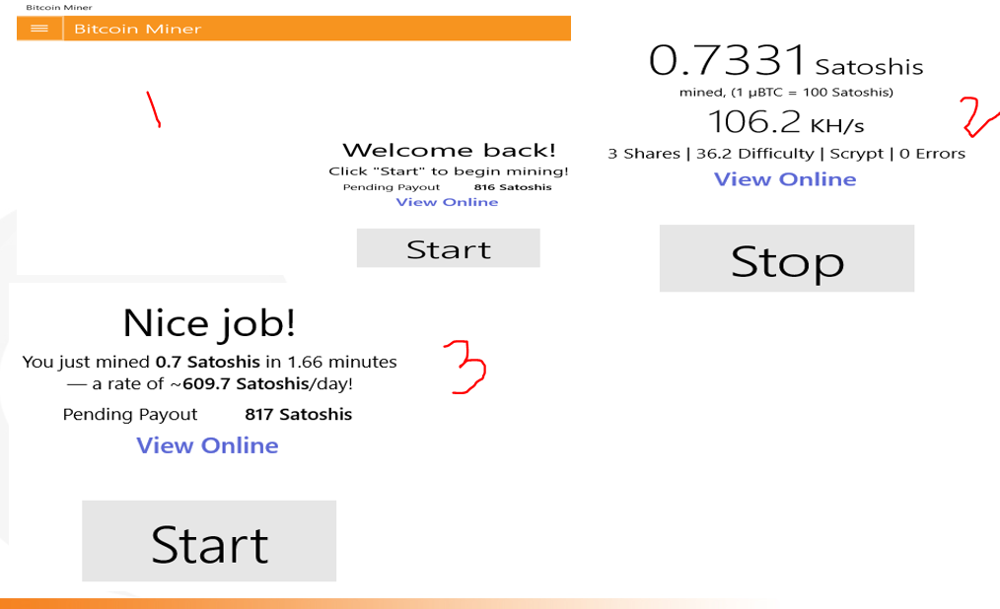 Bitcoin Miner
Bitcoin Miner
1
Welcome back!
Click "Start" to begin mining!
Pending Payout 816 Satoshis
View Online
Start
0.7331 Satoshis
mined, (1 µBTC = 100 Satoshis)
106.2 KH/s
2
3 Shares | 36.2 Difficulty | Scrypt | 0 Errors
View Online
Stop
Nice job!
You just mined 0.7 Satoshis in 1.66 minutes
— a rate of ~609.7 Satoshis/day!
3
Pending Payout 817 Satoshis
View Online
Start